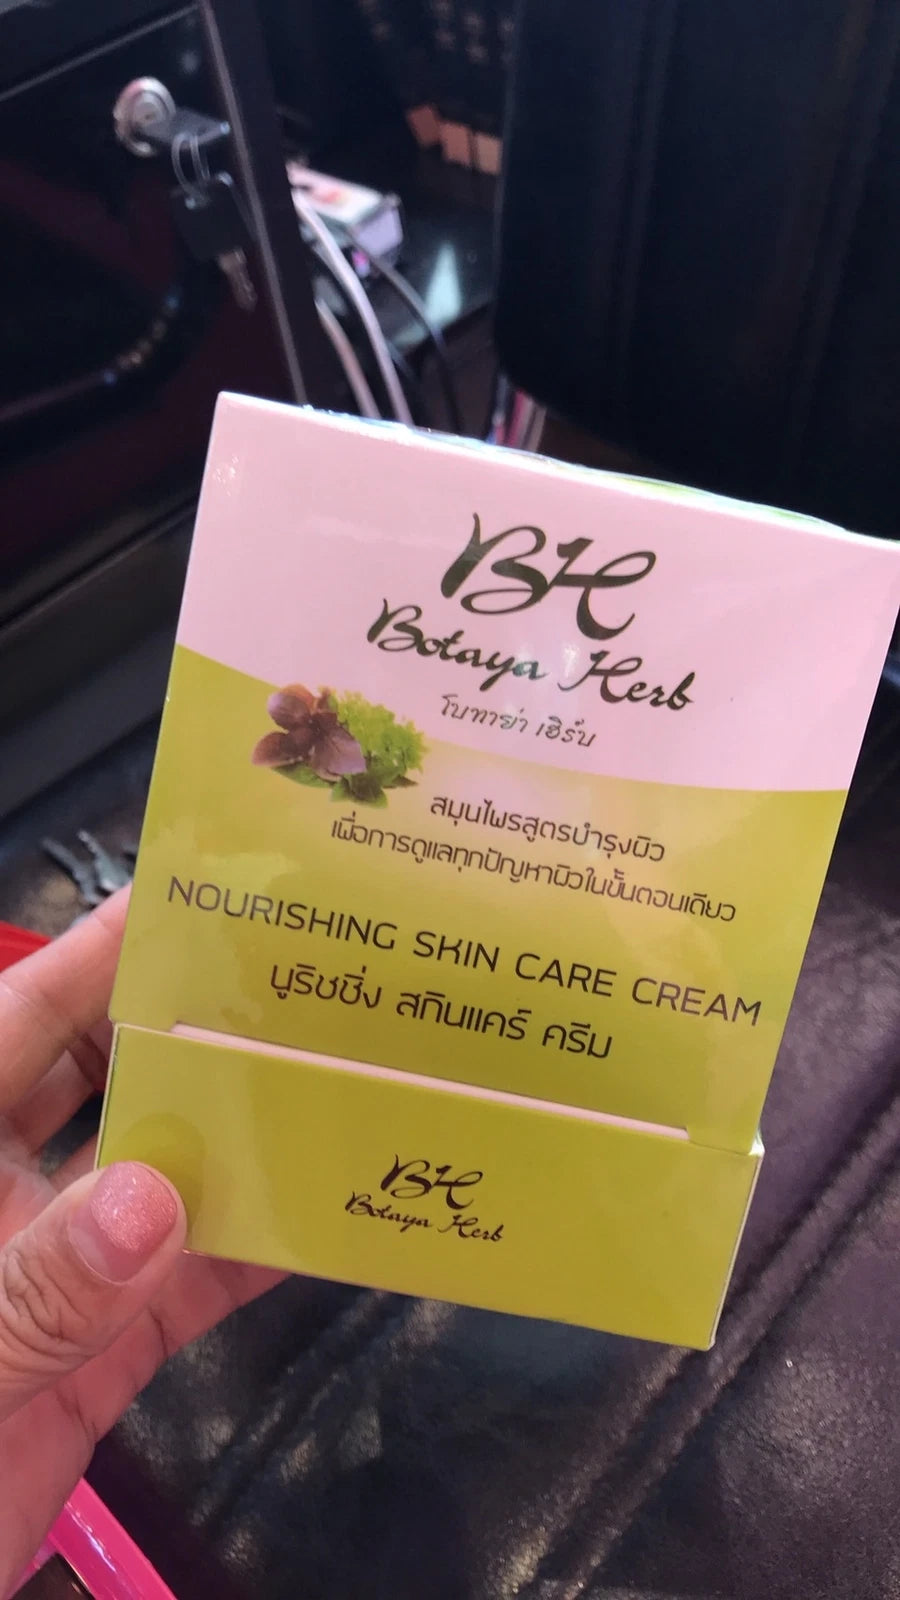 BH
Botaya Herb
โบทาย่า เฮิร์บ
สมุนไพรสูตรบำรุงผิว
เพื่อการดูแลทุกปัญหาผิวในขั้นตอนเดียว
NOURISHING SKIN CARE CREAM
นูริชชิ่ง สกินแคร์ ครีม
BH
Botaya Herb